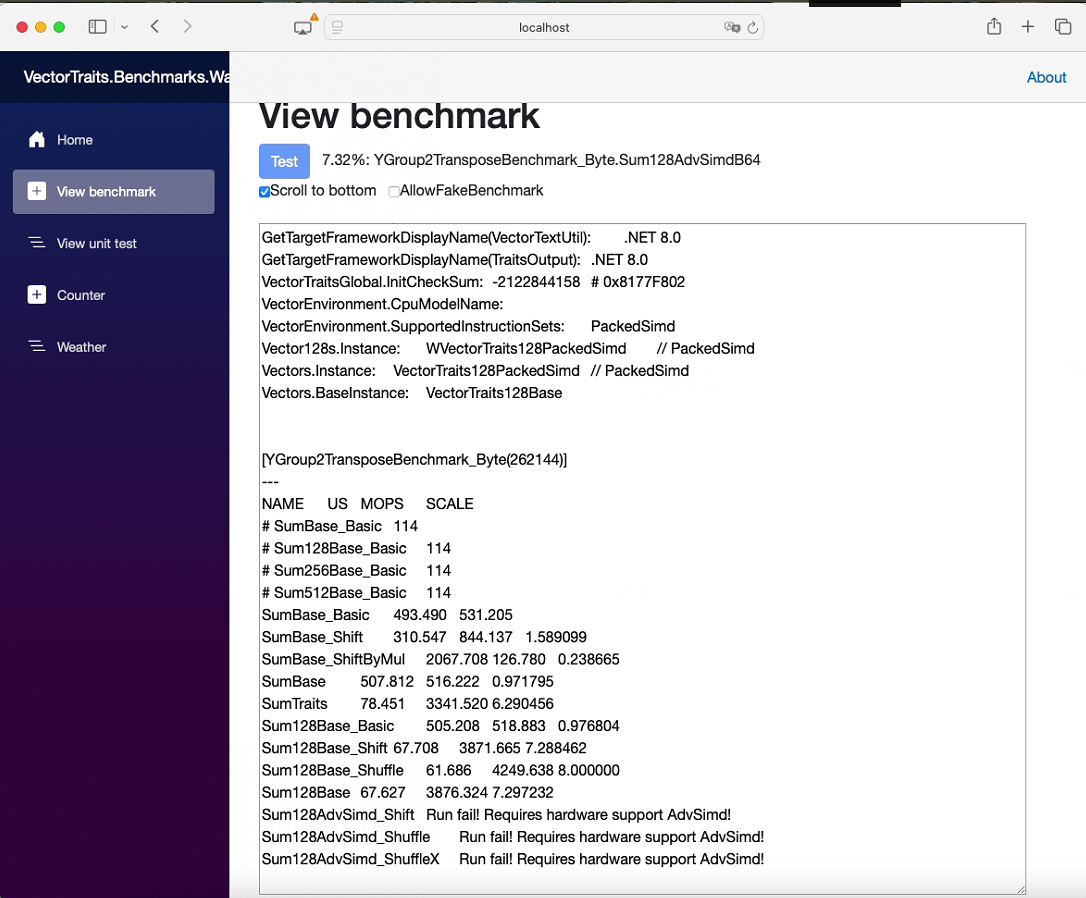 localhost
VectorTraits.Benchmarks.Wa
About
Home
View benchmark
View unit test
Counter
Weather
View benchmark
Test 7.32%: YGroup2TransposeBenchmark_Byte.Sum128AdvSimdB64
Scroll to bottom AllowFakeBenchmark
GetTargetFrameworkDisplayName(VectorTextUtil): .NET 8.0
GetTargetFrameworkDisplayName(TraitsOutput): .NET 8.0
VectorTraitsGlobal.InitCheckSum: -2122844158 # 0x8177F802
VectorEnvironment.CpuModelName:
VectorEnvironment.SupportedInstructionSets: PackedSimd
Vector128s.Instance: WVectorTraits128PackedSimd // PackedSimd
Vectors.Instance: VectorTraits128PackedSimd // PackedSimd
Vectors.BaseInstance: VectorTraits128Base
[YGroup2TransposeBenchmark_Byte(262144)]
---
NAME US MOPS SCALE
# SumBase_Basic 114
# Sum128Base_Basic 114
# Sum256Base_Basic 114
# Sum512Base_Basic 114
SumBase_Basic 493.490 531.205
SumBase_Shift 310.547 844.137 1.589099
SumBase_ShiftByMul 2067.708 126.780 0.238665
SumBase 507.812 516.222 0.971795
SumTraits 78.451 3341.520 6.290456
Sum128Base_Basic 505.208 518.883 0.976804
Sum128Base_Shift 67.708 3871.665 7.288462
Sum128Base_Shuffle 61.686 4249.638 8.000000
Sum128Base 67.627 3876.324 7.297232
Sum128AdvSimd_Shift Run fail! Requires hardware support AdvSimd!
Sum128AdvSimd_Shuffle Run fail! Requires hardware support AdvSimd!
Sum128AdvSimd_ShuffleX Run fail! Requires hardware support AdvSimd!